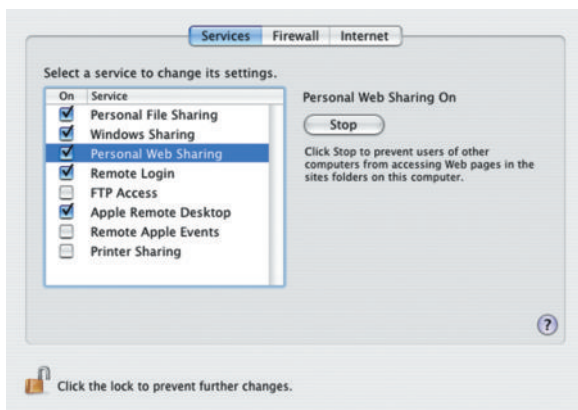 Services Firewall Internet
Select a service to change its settings.
On Service
Personal File Sharing
Windows Sharing
Personal Web Sharing
Remote Login
FTP Access
Apple Remote Desktop
Remote Apple Events
Printer Sharing
Personal Web Sharing On
Stop
Click Stop to prevent users of other
computers from accessing Web pages in the
sites folders on this computer.
?
Click the lock to prevent further changes.